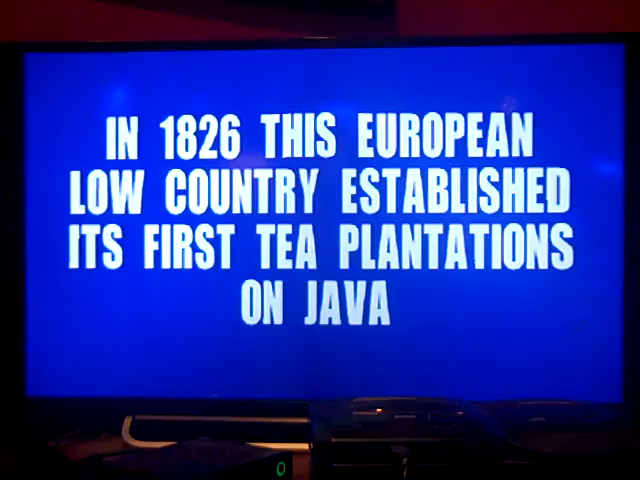 IN 1826 THIS EUROPEAN
LOW COUNTRY ESTABLISHED
ITS FIRST TEA PLANTATIONS
ON JAVA